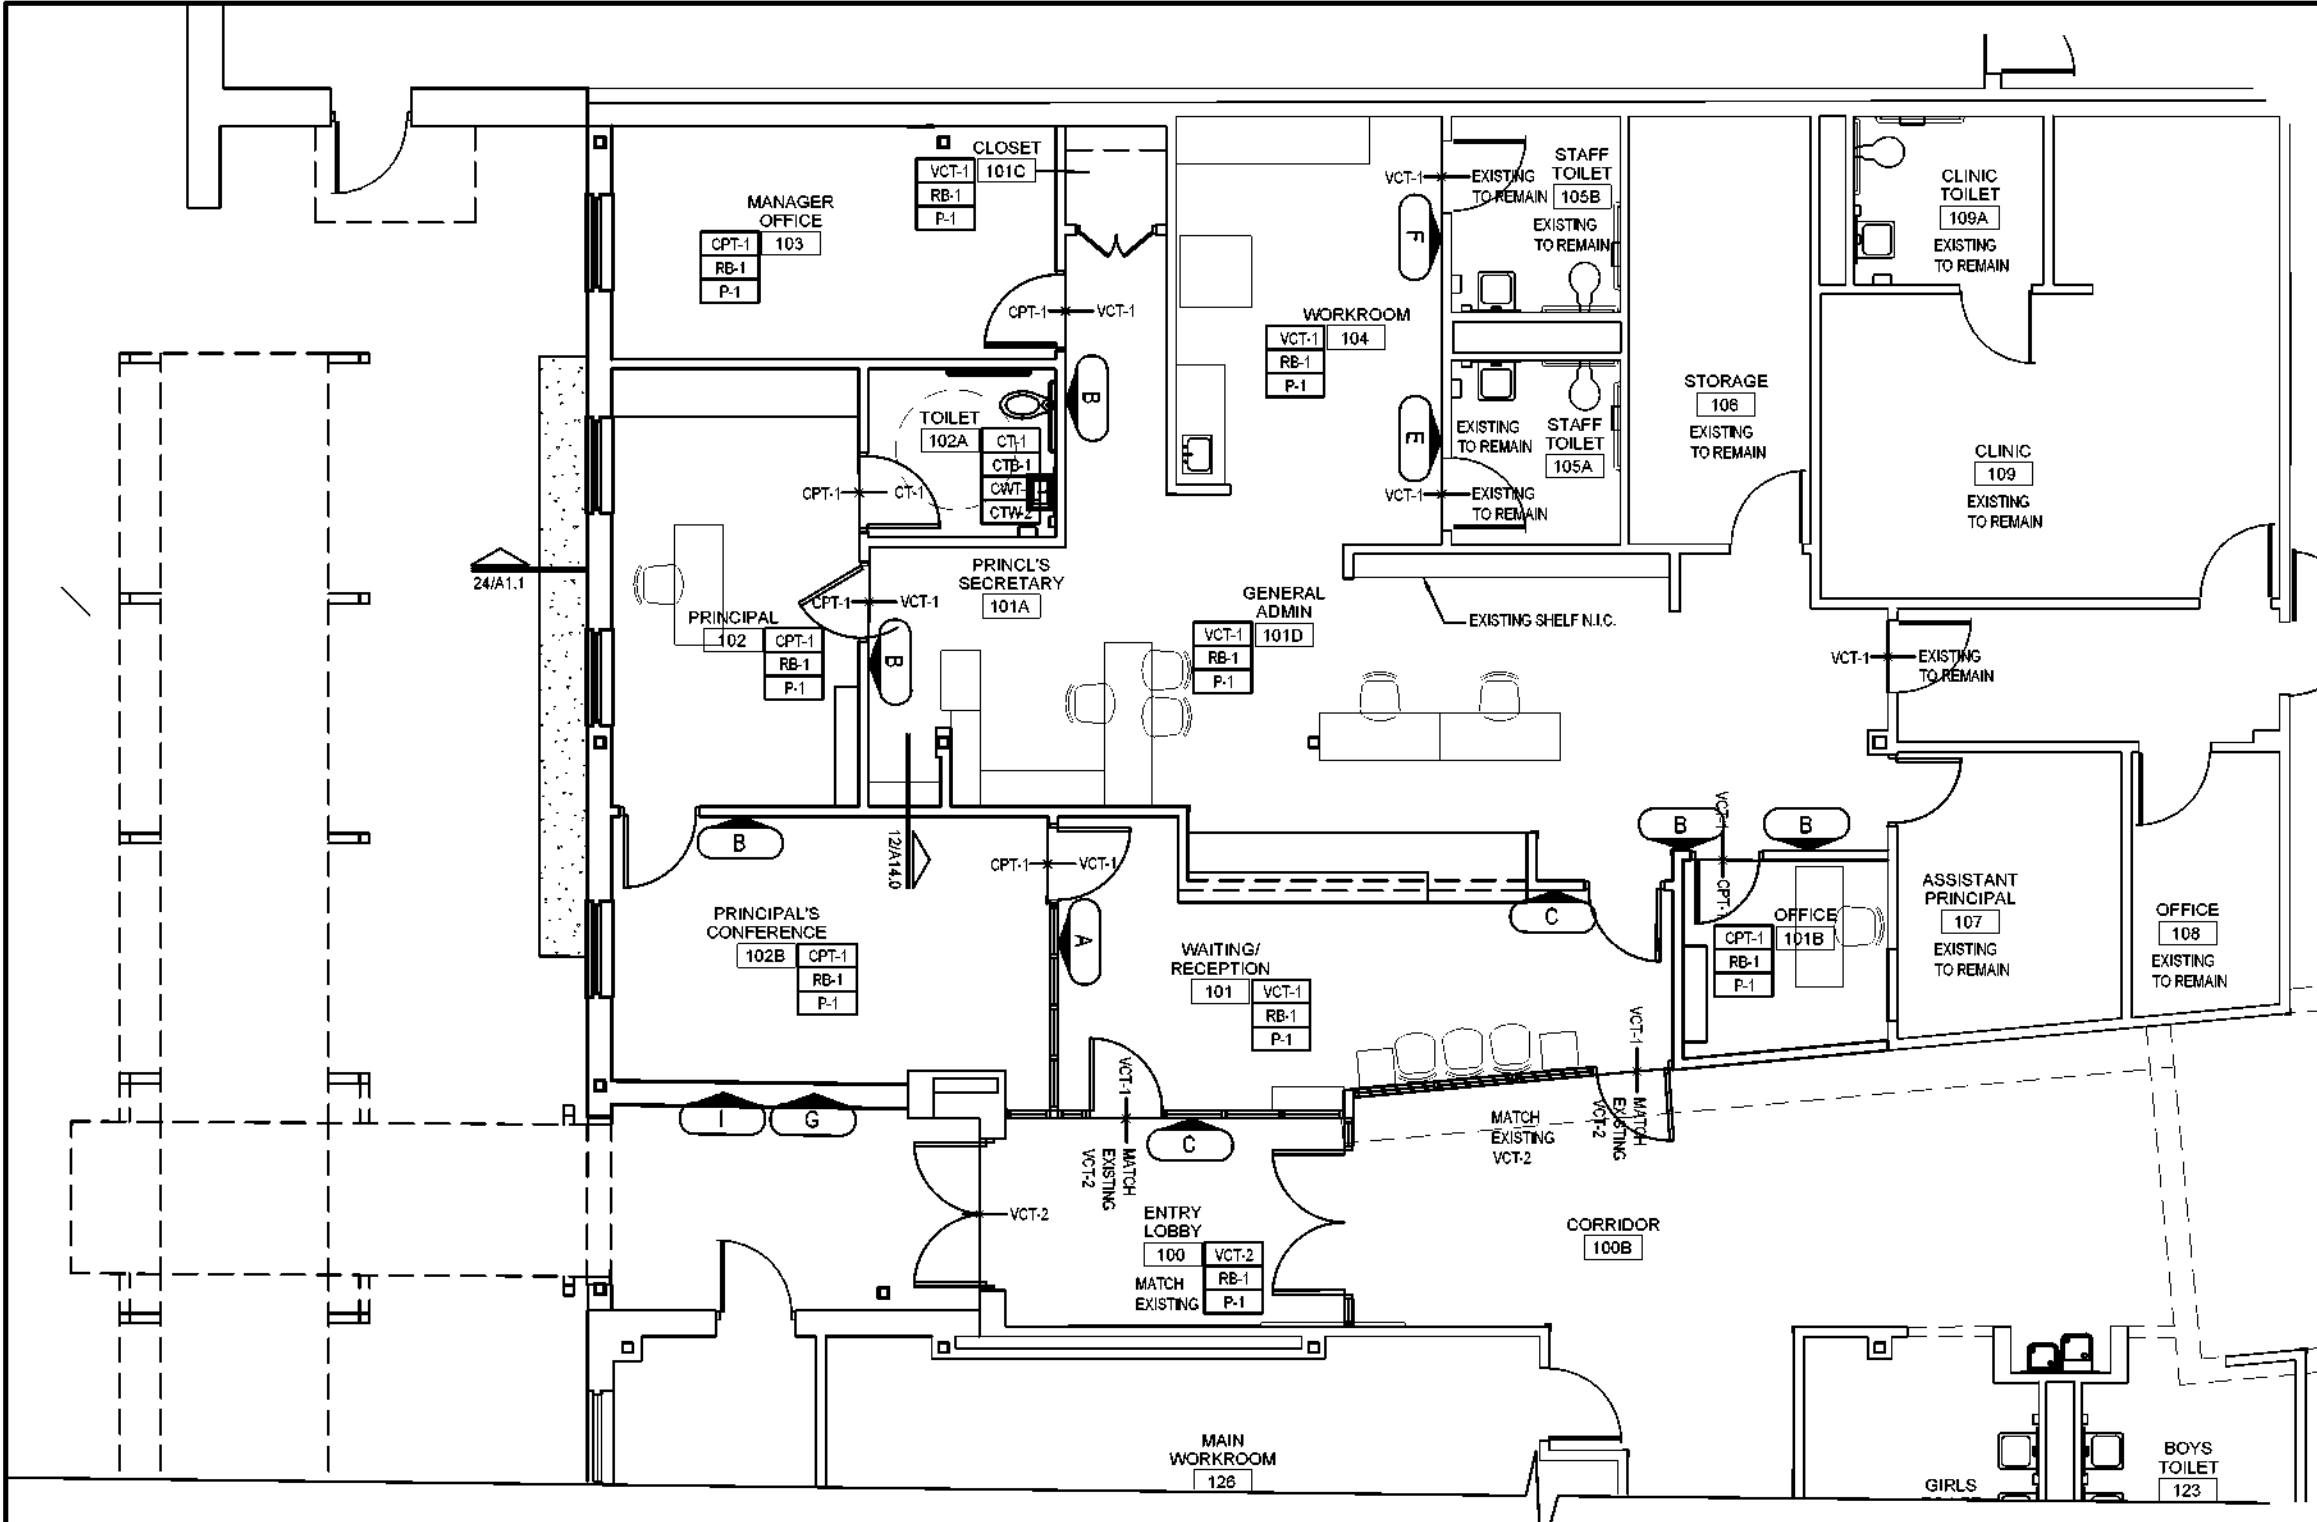 CLOSET
101C
VCT-1
RB-1
P-1
MANAGER
OFFICE
103
CPT-1
RB-1
P-1
CPT-1
VCT-1
VCT-1
EXISTING
TO REMAIN
STAFF
TOILET
105B
EXISTING
TO REMAIN
F
CLINIC
TOILET
109A
EXISTING
TO REMAIN
WORKROOM
104
VCT-1
RB-1
P-1
B
TOILET
102A
CT-1
CTB-1
CTW-2
CPT-1
CT-1
E
EXISTING
TO REMAIN
STAFF
TOILET
105A
VCT-1
EXISTING
TO REMAIN
STORAGE
106
EXISTING
TO REMAIN
CLINIC
109
EXISTING
TO REMAIN
24/A1.1
PRINCL'S
SECRETARY
101A
CPT-1
VCT-1
PRINCIPAL
102
CPT-1
RB-1
P-1
B
GENERAL
ADMIN
101D
VCT-1
RB-1
P-1
EXISTING SHELF N.I.C.
VCT-1
EXISTING
TO REMAIN
B
12/A14.0
CPT-1
VCT-1
B
B
VCT-1
CPT-1
PRINCIPAL'S
CONFERENCE
102B
CPT-1
RB-1
P-1
A
C
WAITING/
RECEPTION
101
VCT-1
RB-1
P-1
OFFICE
101B
CPT-1
RB-1
P-1
ASSISTANT
PRINCIPAL
107
EXISTING
TO REMAIN
OFFICE
108
EXISTING
TO REMAIN
I
G
VCT-1
MATCH
EXISTING
VCT-2
C
MATCH
EXISTING
VCT-2
VCT-1
MATCH
EXISTING
VCT-2
VCT-2
ENTRY
LOBBY
100
VCT-2
RB-1
P-1
MATCH
EXISTING
CORRIDOR
100B
MAIN
WORKROOM
126
GIRLS
BOYS
TOILET
123